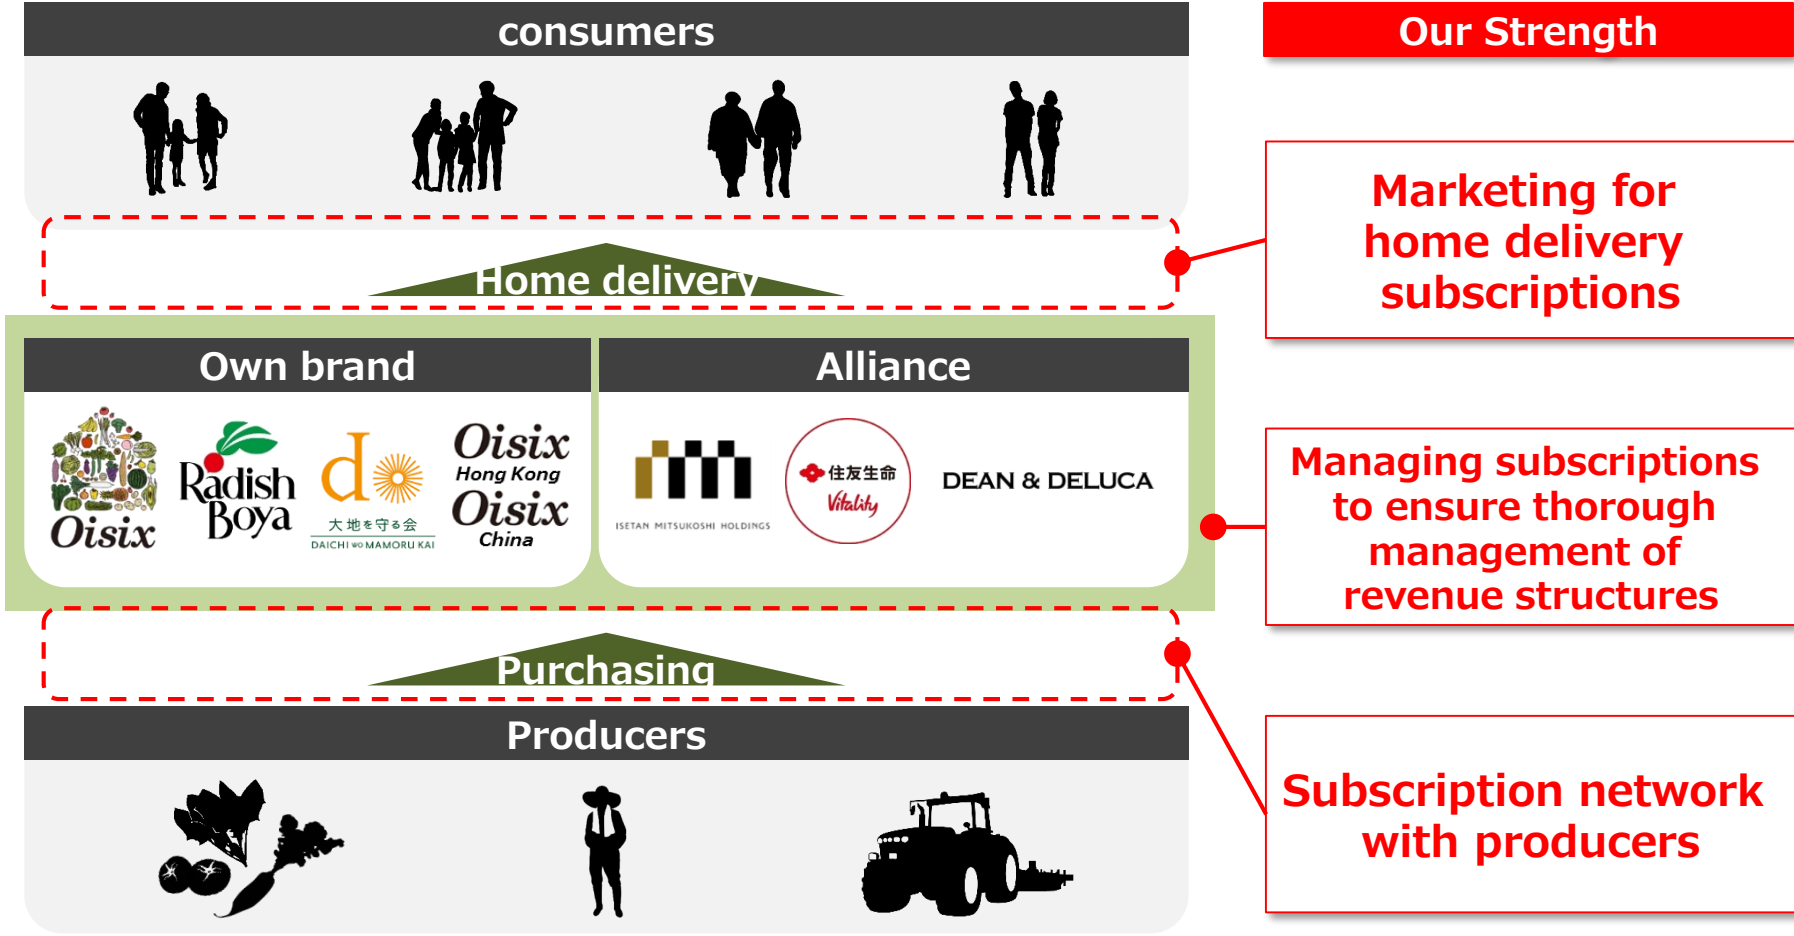 consumers
Our Strength
Marketing for
home delivery
subscriptions
Home delivery
Own brand
Alliance
Oisix
Radish
Boya
do
大地を守る会
DAICHI WO MAMORU KAI
Oisix
Hong Kong
Oisix
China
ISETAN MITSUKOSHI HOLDINGS
住友生命
Vitality
DEAN & DELUCA
Managing subscriptions
to ensure thorough
management of
revenue structures
Purchasing
Producers
Subscription network
with producers